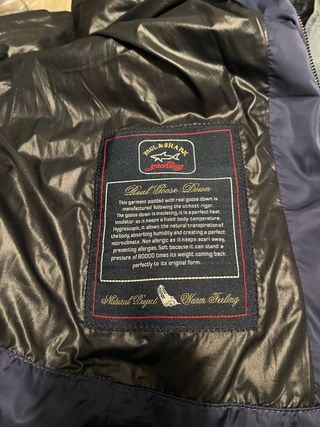 PAUL & SHARK
yachting
Real Goose Down
This garment padded with real goose down is
manufactured following the utmost rigor.
The goose down is insulating, it is a perfect heat
insulator as it keeps a fixed body temperature.
Hygroscopic, it allows the natural transpiration of
the body, absorbing humidity and creating a perfect
microclimate. Non allergic as it keeps acari away,
preventing allergies. Soft because it can stand a
pressure of 80000 times its weight coming back
perfectly to its original form.
Natural Project Warm Feeling